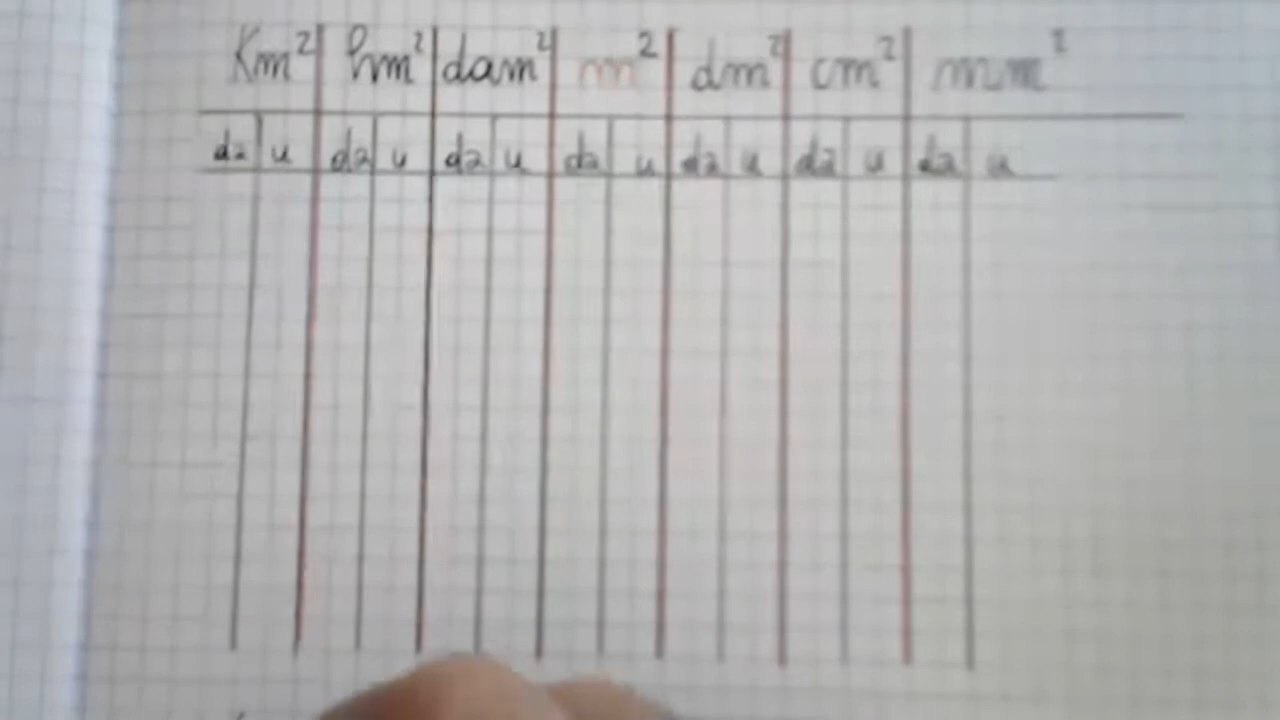 Km² hm² dam² m² dm² cm² mm²
da u da u da u da u da u da u da u